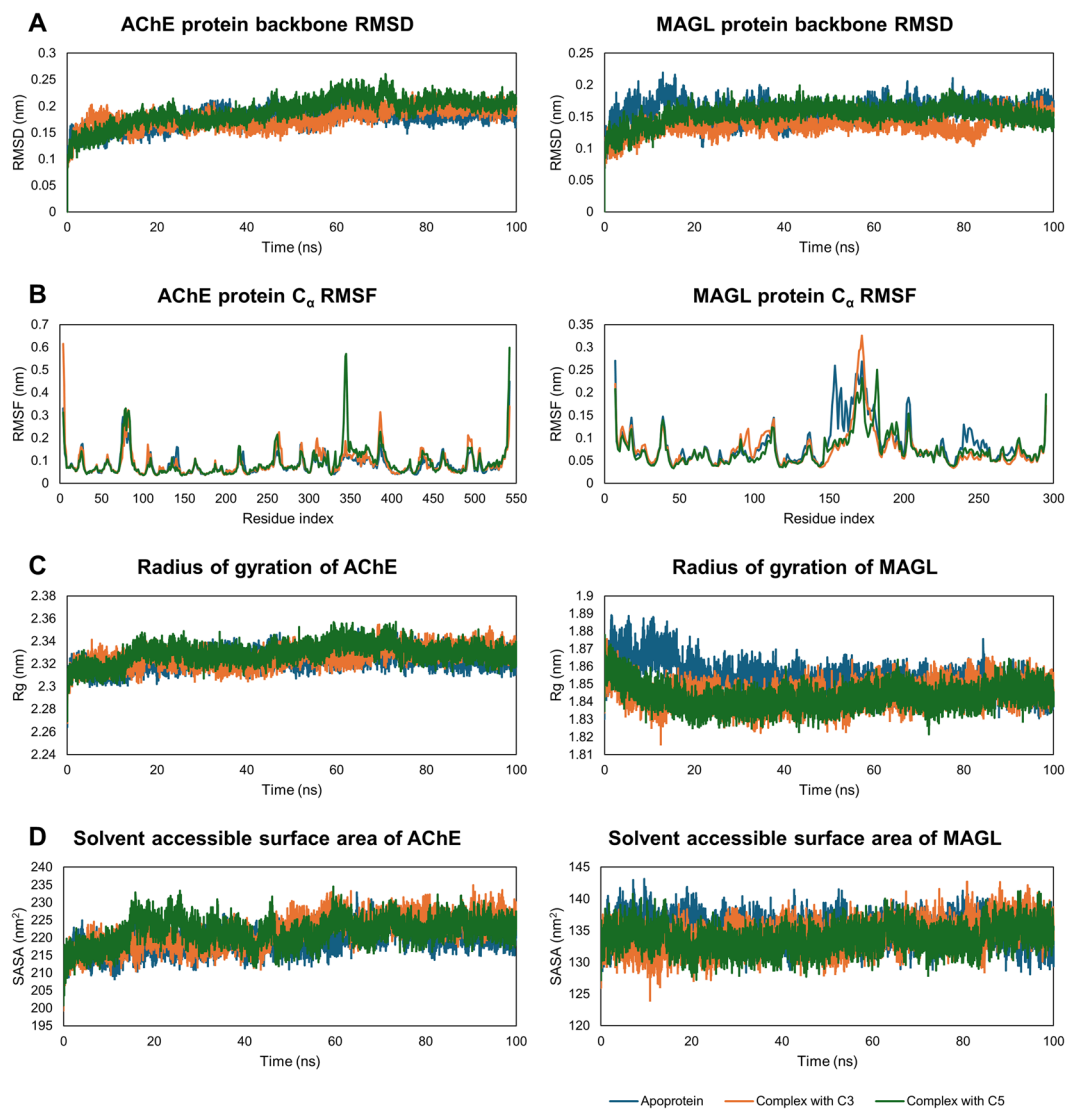 A
AChE protein backbone RMSD
MAGL protein backbone RMSD
RMSD (nm)
0.3
0.25
0.2
0.15
0.1
0.05
0
0 20 40 60 80 100
Time (ns)
RMSD (nm)
0.25
0.2
0.15
0.1
0.05
0
0 20 40 60 80 100
Time (ns)
B
AChE protein Cα RMSF
MAGL protein Cα RMSF
RMSF (nm)
0.7
0.6
0.5
0.4
0.3
0.2
0.1
0
0 50 100 150 200 250 300 350 400 450 500 550
Residue index
RMSF (nm)
0.35
0.3
0.25
0.2
0.15
0.1
0.05
0
0 50 100 150 200 250 300
Residue index
C
Radius of gyration of AChE
Radius of gyration of MAGL
Rg (nm)
2.38
2.36
2.34
2.32
2.3
2.28
2.26
2.24
0 20 40 60 80 100
Time (ns)
Rg (nm)
1.9
1.89
1.88
1.87
1.86
1.85
1.84
1.83
1.82
1.81
0 20 40 60 80 100
Time (ns)
D
Solvent accessible surface area of AChE
Solvent accessible surface area of MAGL
SASA (nm²)
240
235
230
225
220
215
210
205
200
195
0 20 40 60 80 100
Time (ns)
SASA (nm²)
145
140
135
130
125
120
0 20 40 60 80 100
Time (ns)
Apoprotein Complex with C3 Complex with C5